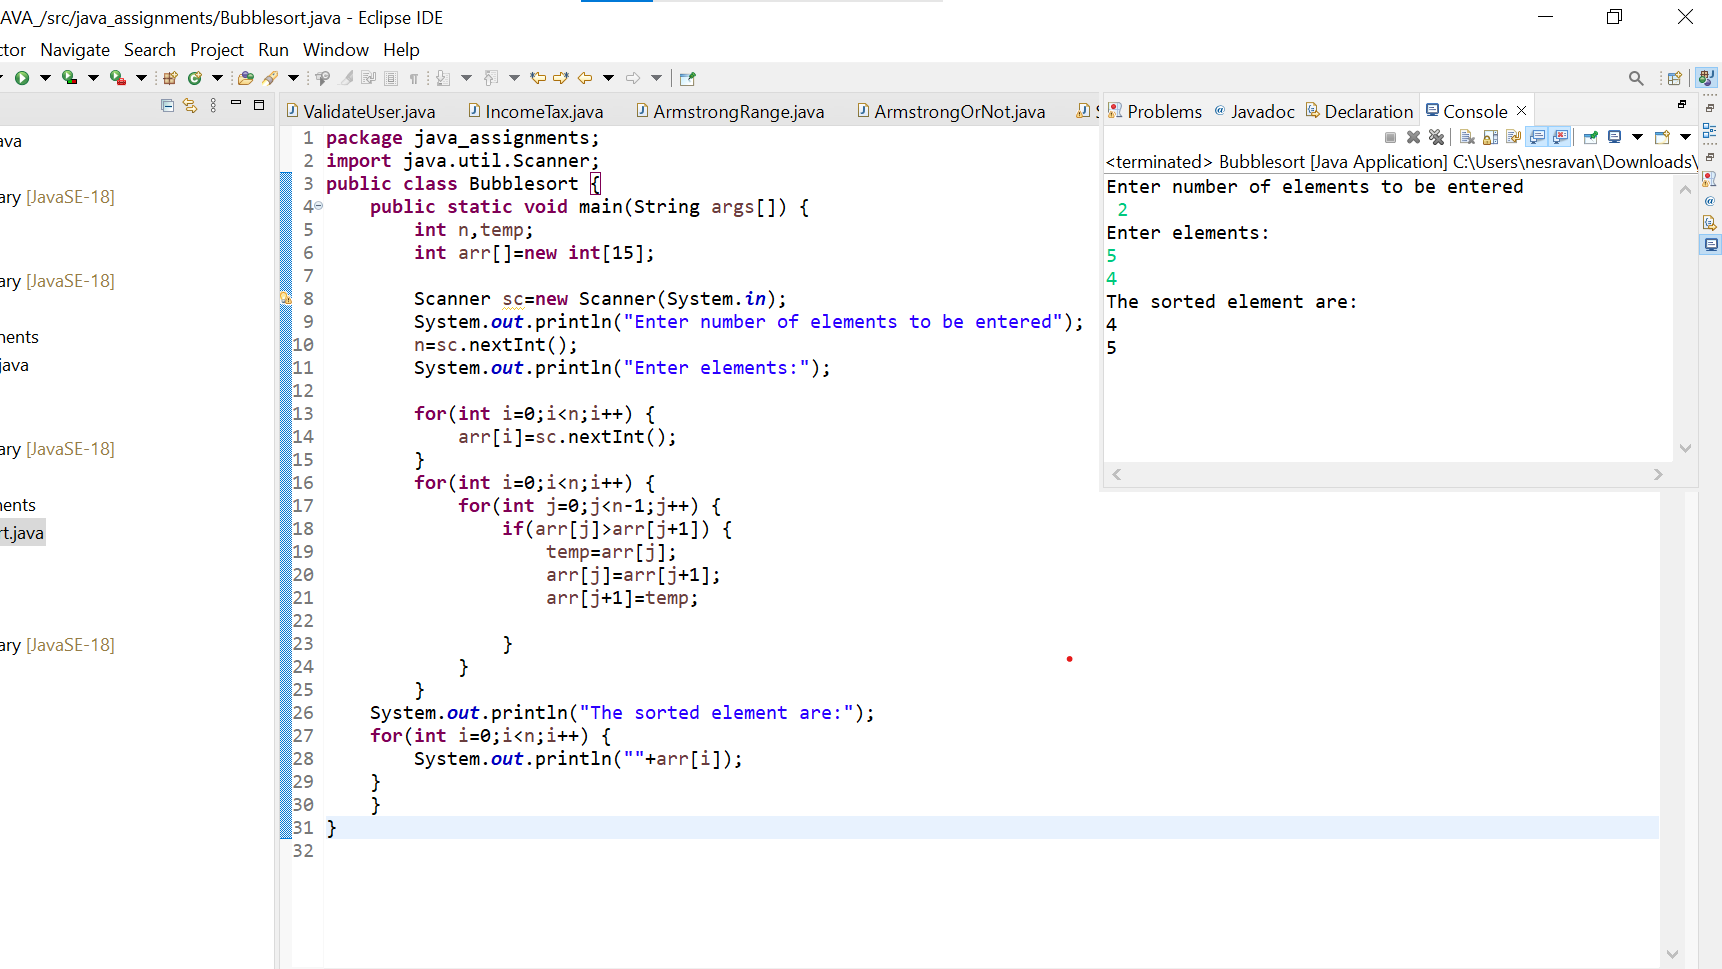 AVA_/src/java_assignments/Bubblesort.java - Eclipse IDE
ctor Navigate Search Project Run Window Help
ava
ary [JavaSE-18]
ary [JavaSE-18]
nents
java
ary [JavaSE-18]
nents
rt.java
ary [JavaSE-18]
ValidateUser.java IncomeTax.java ArmstrongRange.java ArmstrongOrNot.java
1 package java_assignments;
2 import java.util.Scanner;
3 public class Bubblesort {
4 public static void main(String args[]) {
5 int n,temp;
6 int arr[]=new int[15];
7
8 Scanner sc=new Scanner(System.in);
9 System.out.println("Enter number of elements to be entered");
10 n=sc.nextInt();
11 System.out.println("Enter elements:");
12
13 for(int i=0;i<n;i++) {
14 arr[i]=sc.nextInt();
15 }
16 for(int i=0;i<n;i++) {
17 for(int j=0;j<n-1;j++) {
18 if(arr[j]>arr[j+1]) {
19 temp=arr[j];
20 arr[j]=arr[j+1];
21 arr[j+1]=temp;
22
23 }
24 }
25 }
26 System.out.println("The sorted element are:");
27 for(int i=0;i<n;i++) {
28 System.out.println(""+arr[i]);
29 }
30 }
31 }
32
Problems @ Javadoc Declaration Console
<terminated> Bubblesort [Java Application] C:\Users\nesravan\Downloads\
Enter number of elements to be entered
2
Enter elements:
5
4
The sorted element are:
4
5